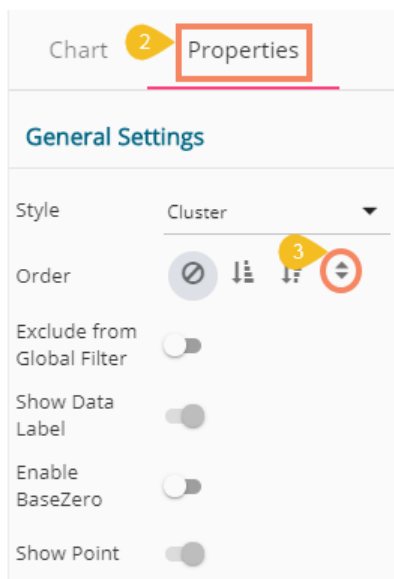 Chart 2 Properties
General Settings
Style Cluster
3
Order
Exclude from
Global Filter
Show Data
Label
Enable
BaseZero
Show Point